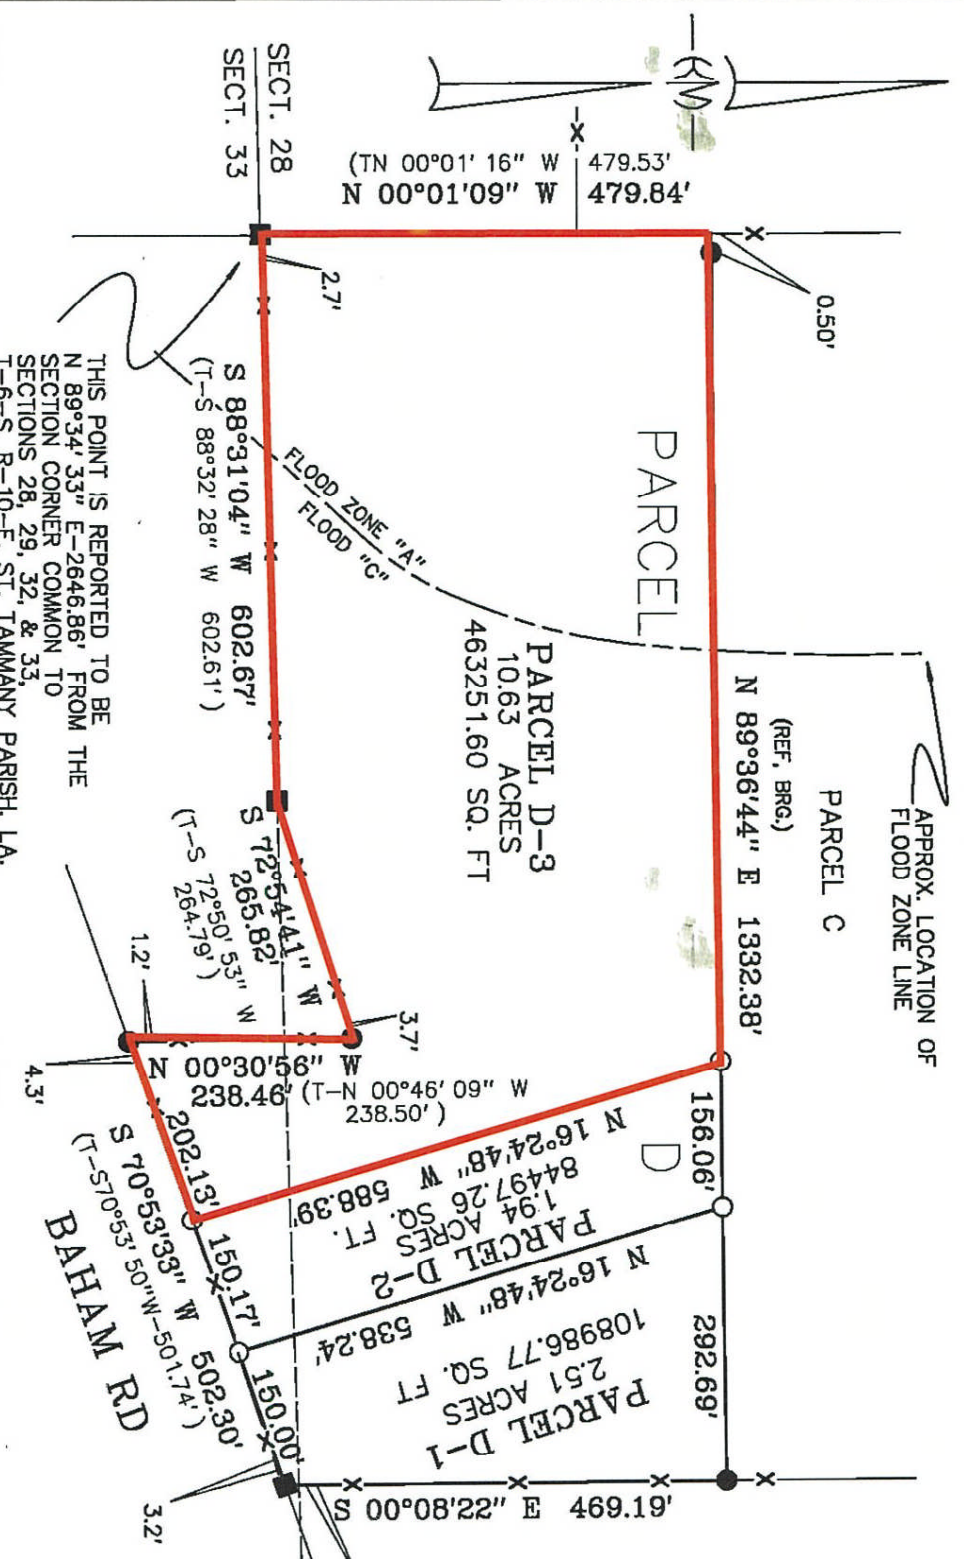 SECT. 28
SECT. 33
(TN 00°01' 16" W 479.53'
N 00°01'09" W 479.84'
0.50'
2.7'
APPROX. LOCATION OF
FLOOD ZONE LINE
PARCEL C
(REF. BRG.)
N 89°36'44" E 1332.38'
PARCEL
D
156.06'
292.69'
FLOOD ZONE "A"
FLOOD "C"
PARCEL D-3
10.63 ACRES
463251.60 SQ. FT
S 88°31'04" W 602.67'
(T-S 88°32' 28" W 602.61')
THIS POINT IS REPORTED TO BE
N 89°34' 33" E-2646.86' FROM THE
SECTION CORNER COMMON TO
SECTIONS 28, 29, 32, & 33,
T-6-S, R-10-E, ST. TAMMANY PARISH, LA.
S 72°54'41" W
265.82'
(T-S 72°50' 53" W
264.79')
3.7'
1.2'
4.3'
N 00°30'56" W
238.46'
(T-N 00°46' 09" W
238.50')
N 16°24'48" W 588.39'
PARCEL D-2
1.94 ACRES
84497.26 SQ. FT.
N 16°24'48" W 538.24'
PARCEL D-1
2.51 ACRES
108986.77 SQ. FT
202.13'
150.17'
150.00'
S 70°53'33" W 502.30'
(T-S70°53' 50"W-501.74')
BAHAM RD
3.2'
S 00°08'22" E 469.19'